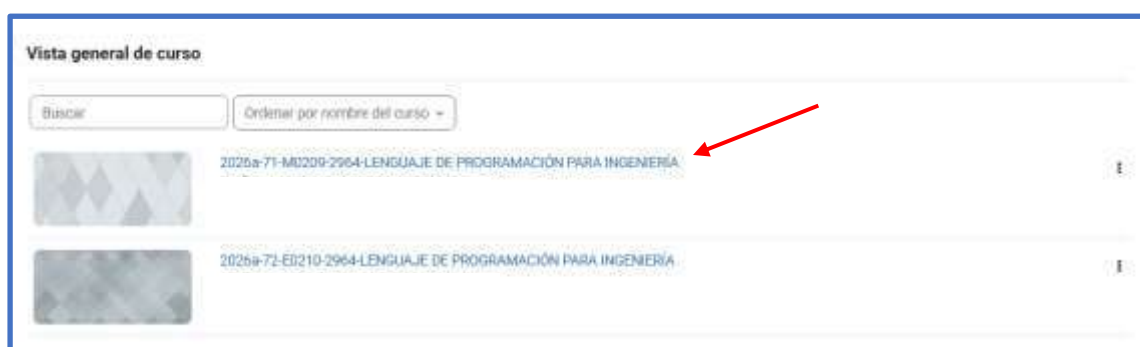 Vista general de curso
Buscar
Ordenar por nombre del curso
2026a-71-M0209-2964-LENGUAJE DE PROGRAMACIÓN PARA INGENIERÍA
2026a-72-E0210-2964-LENGUAJE DE PROGRAMACIÓN PARA INGENIERÍA